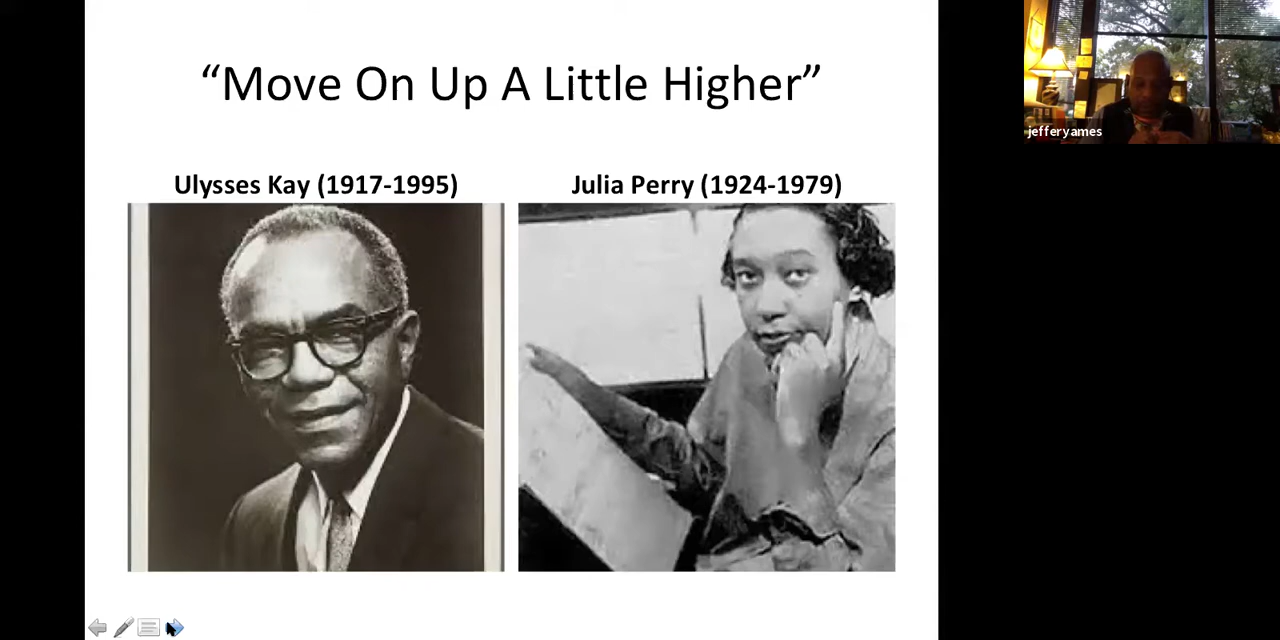 “Move On Up A Little Higher”
Ulysses Kay (1917-1995)
Julia Perry (1924-1979)
jefferyames